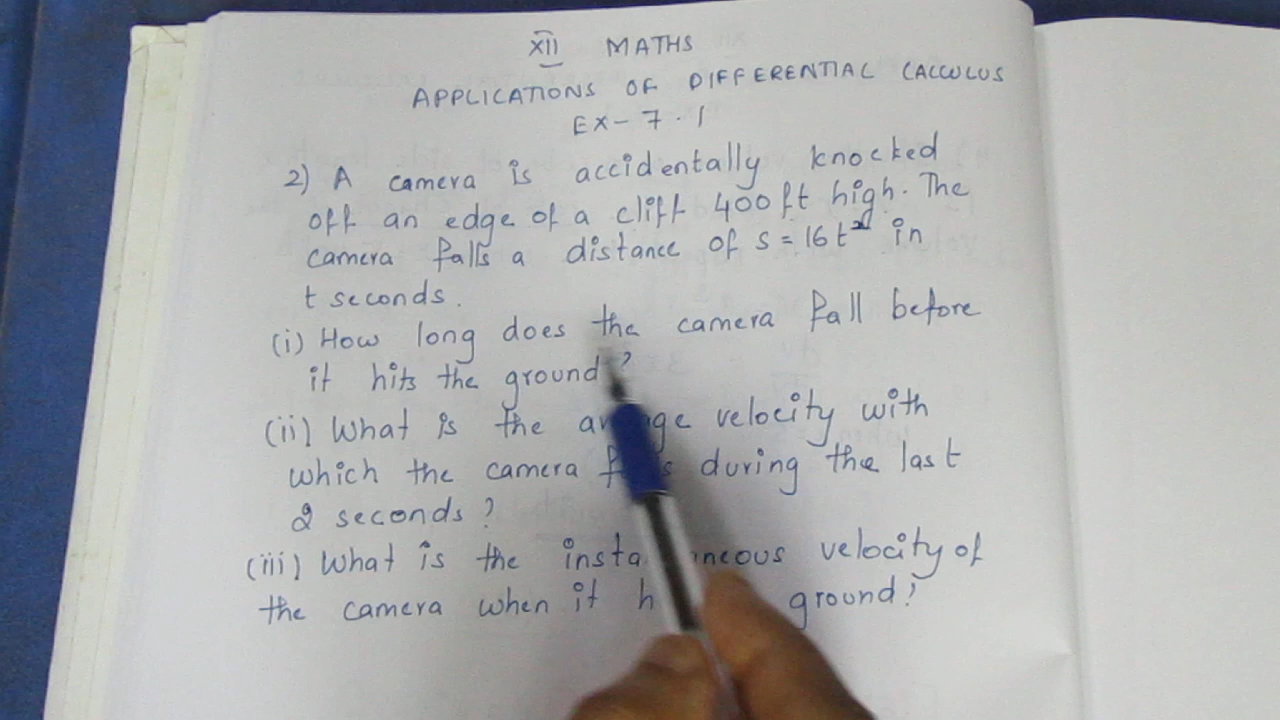 XII MATHS
APPLICATIONS OF DIFFERENTIAL CALCULUS
EX-7.1
2) A camera is accidentally knocked
off an edge of a cliff 400 ft high. The
camera falls a distance of s = 16t² in
t seconds.
(i) How long does the camera fall before
it hits the ground?
(ii) What is the velocity with
which the camera during the last
2 seconds?
(iii) What is the velocity of
the camera when it ground?